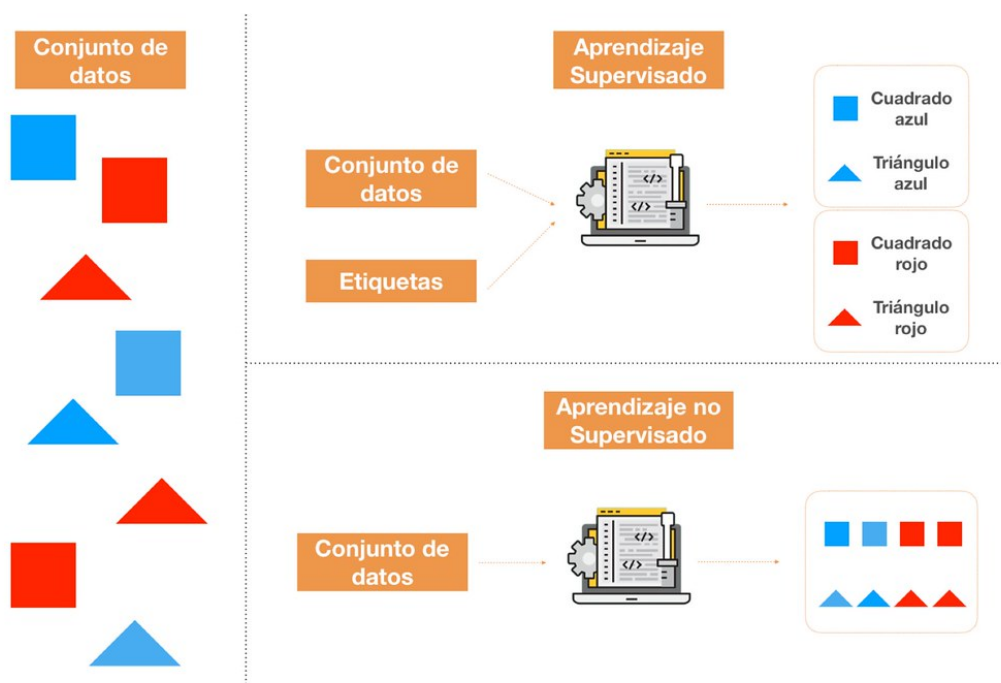 Conjunto de
datos
Aprendizaje
Supervisado
Conjunto de
datos
Etiquetas
</>
</>
Cuadrado
azul
Triángulo
azul
Cuadrado
rojo
Triángulo
rojo
Aprendizaje no
Supervisado
Conjunto de
datos
</>
</>